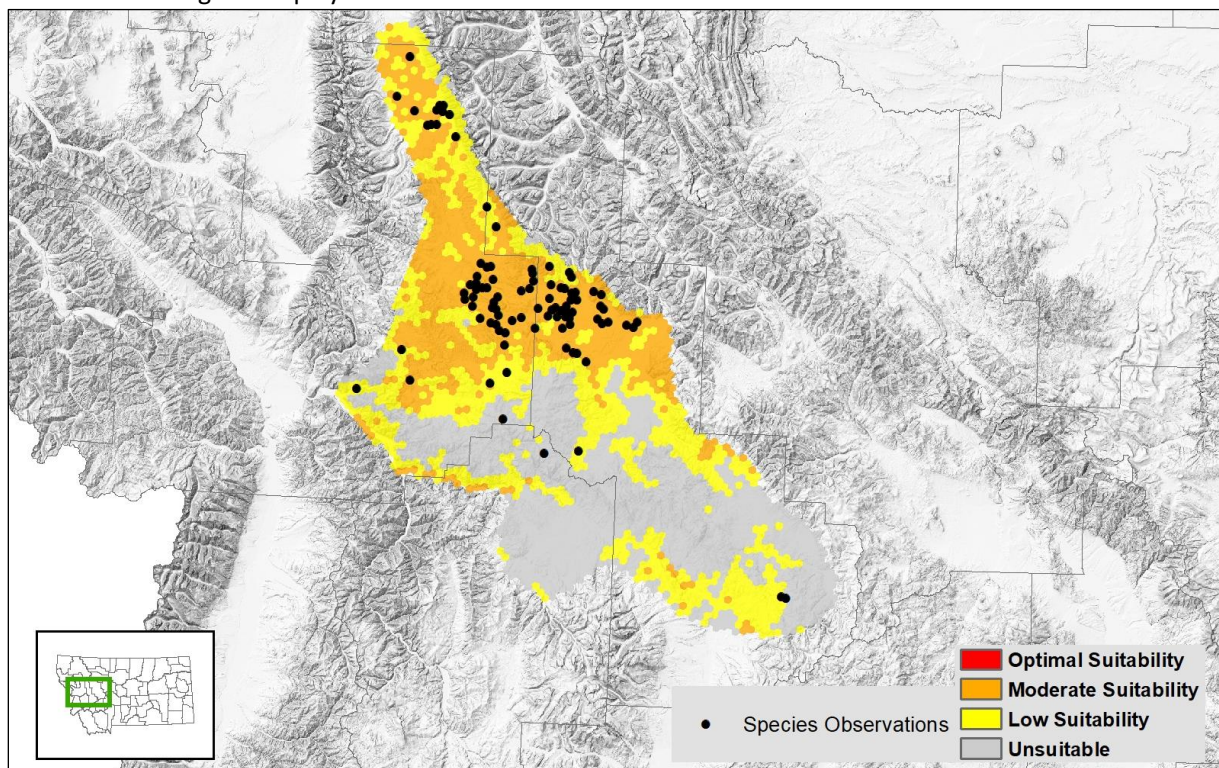 Optimal Suitability
Moderate Suitability
Species Observations
Low Suitability
Unsuitable